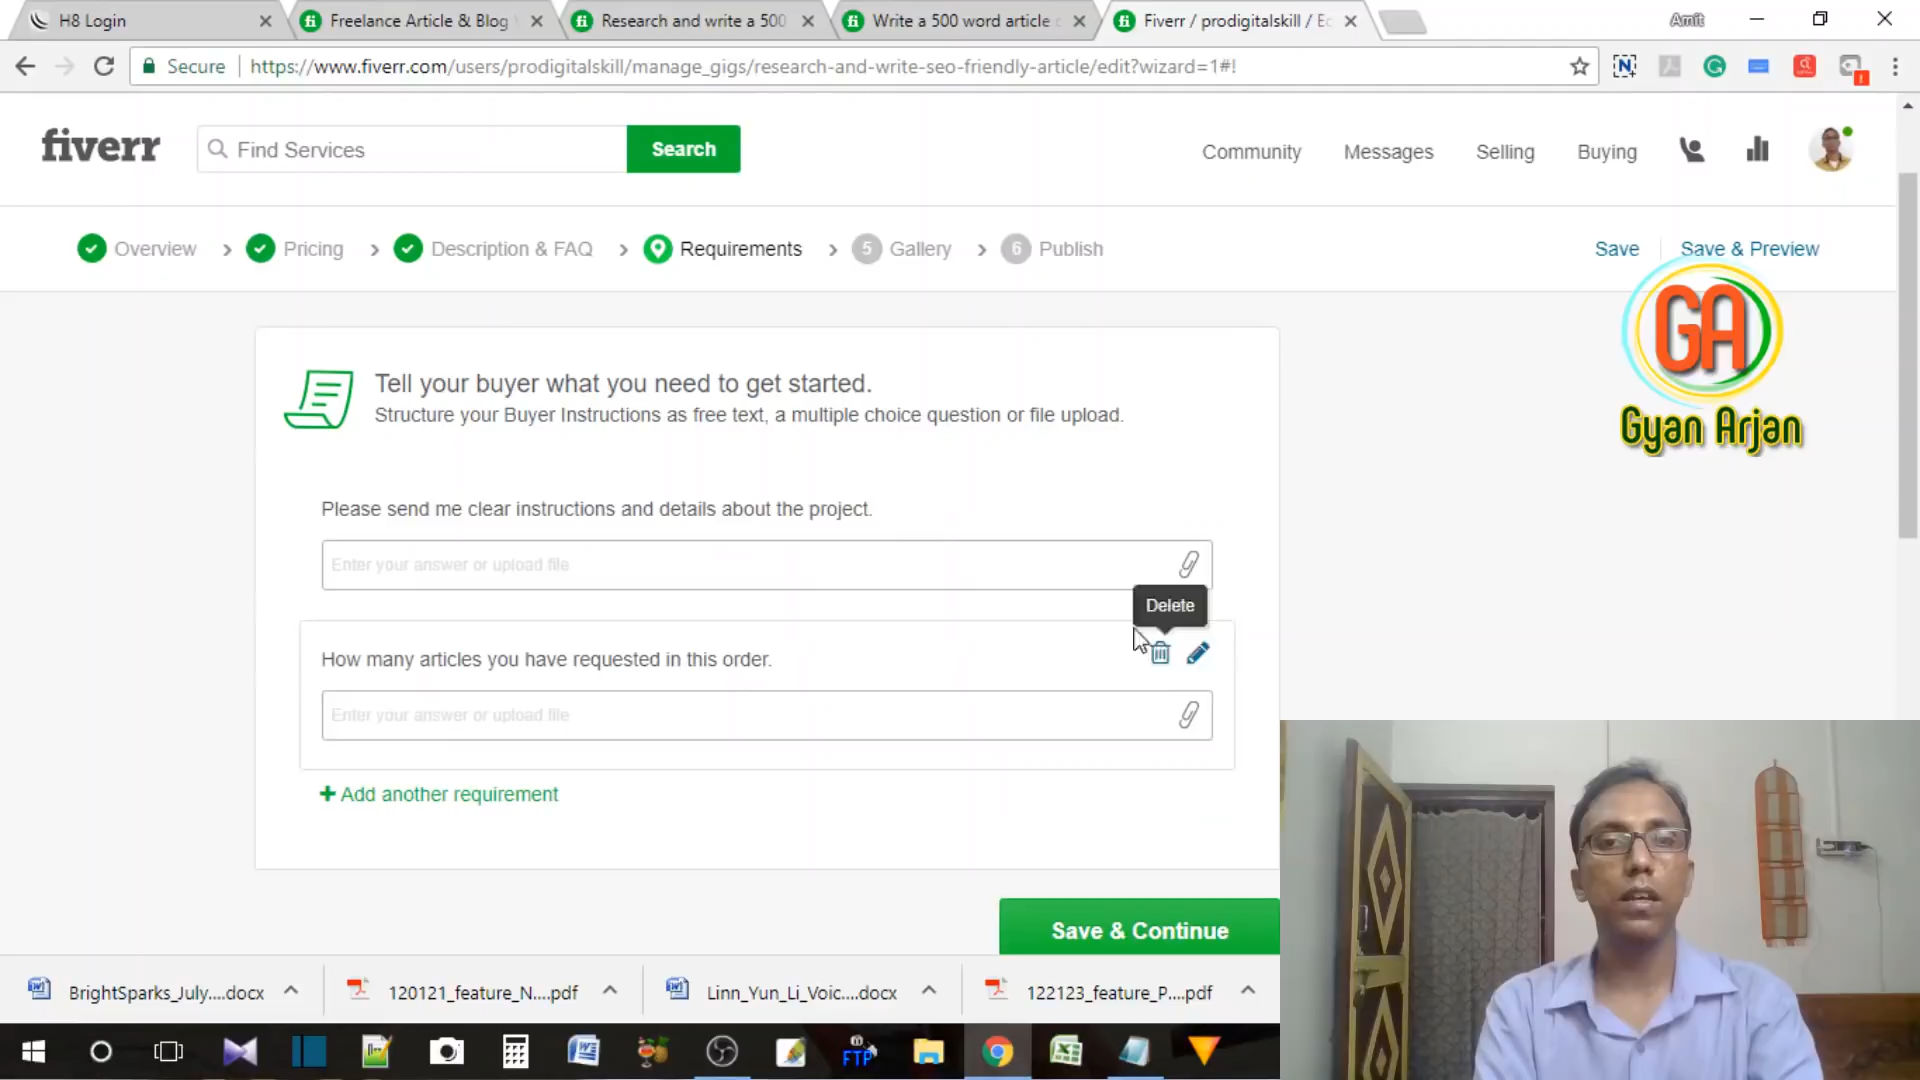 H8 Login
Freelance Article & Blog
Research and write a 500
Write a 500 word article
Fiverr / prodigitalskill / Ec
Amit
Secure
https://www.fiverr.com/users/prodigitalskill/manage_gigs/research-and-write-seo-friendly-article/edit?wizard=1#!
fiverr
Find Services
Search
Community
Messages
Selling
Buying
Overview
Pricing
Description & FAQ
Requirements
5 Gallery
6 Publish
Save
Save & Preview
GA
Gyan Arjan
Tell your buyer what you need to get started.
Structure your Buyer Instructions as free text, a multiple choice question or file upload.
Please send me clear instructions and details about the project.
Enter your answer or upload file
Delete
How many articles you have requested in this order.
Enter your answer or upload file
+ Add another requirement
Save & Continue
BrightSparks_July....docx
120121_feature_N....pdf
Linn_Yun_Li_Voic....docx
122123_feature_P....pdf
FTP